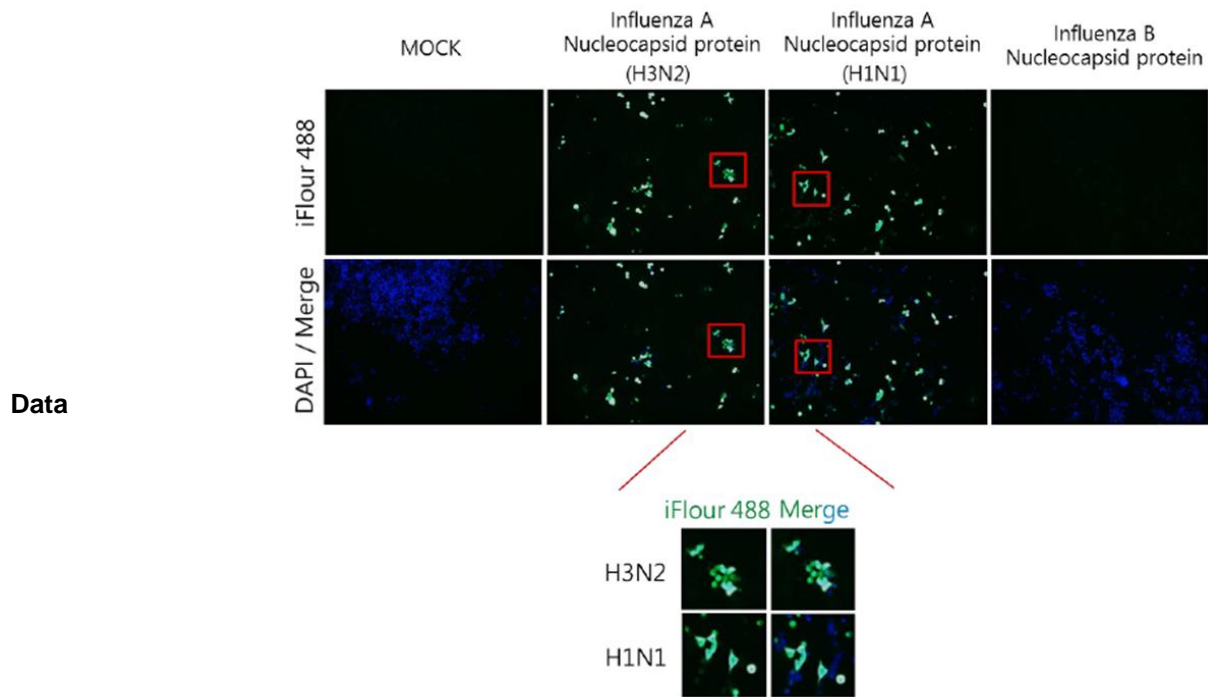 MOCK
Influenza A
Nucleocapsid protein
(H3N2)
Influenza A
Nucleocapsid protein
(H1N1)
Influenza B
Nucleocapsid protein
iFlour 488
DAPI / Merge
Data
iFlour 488 Merge
H3N2
H1N1